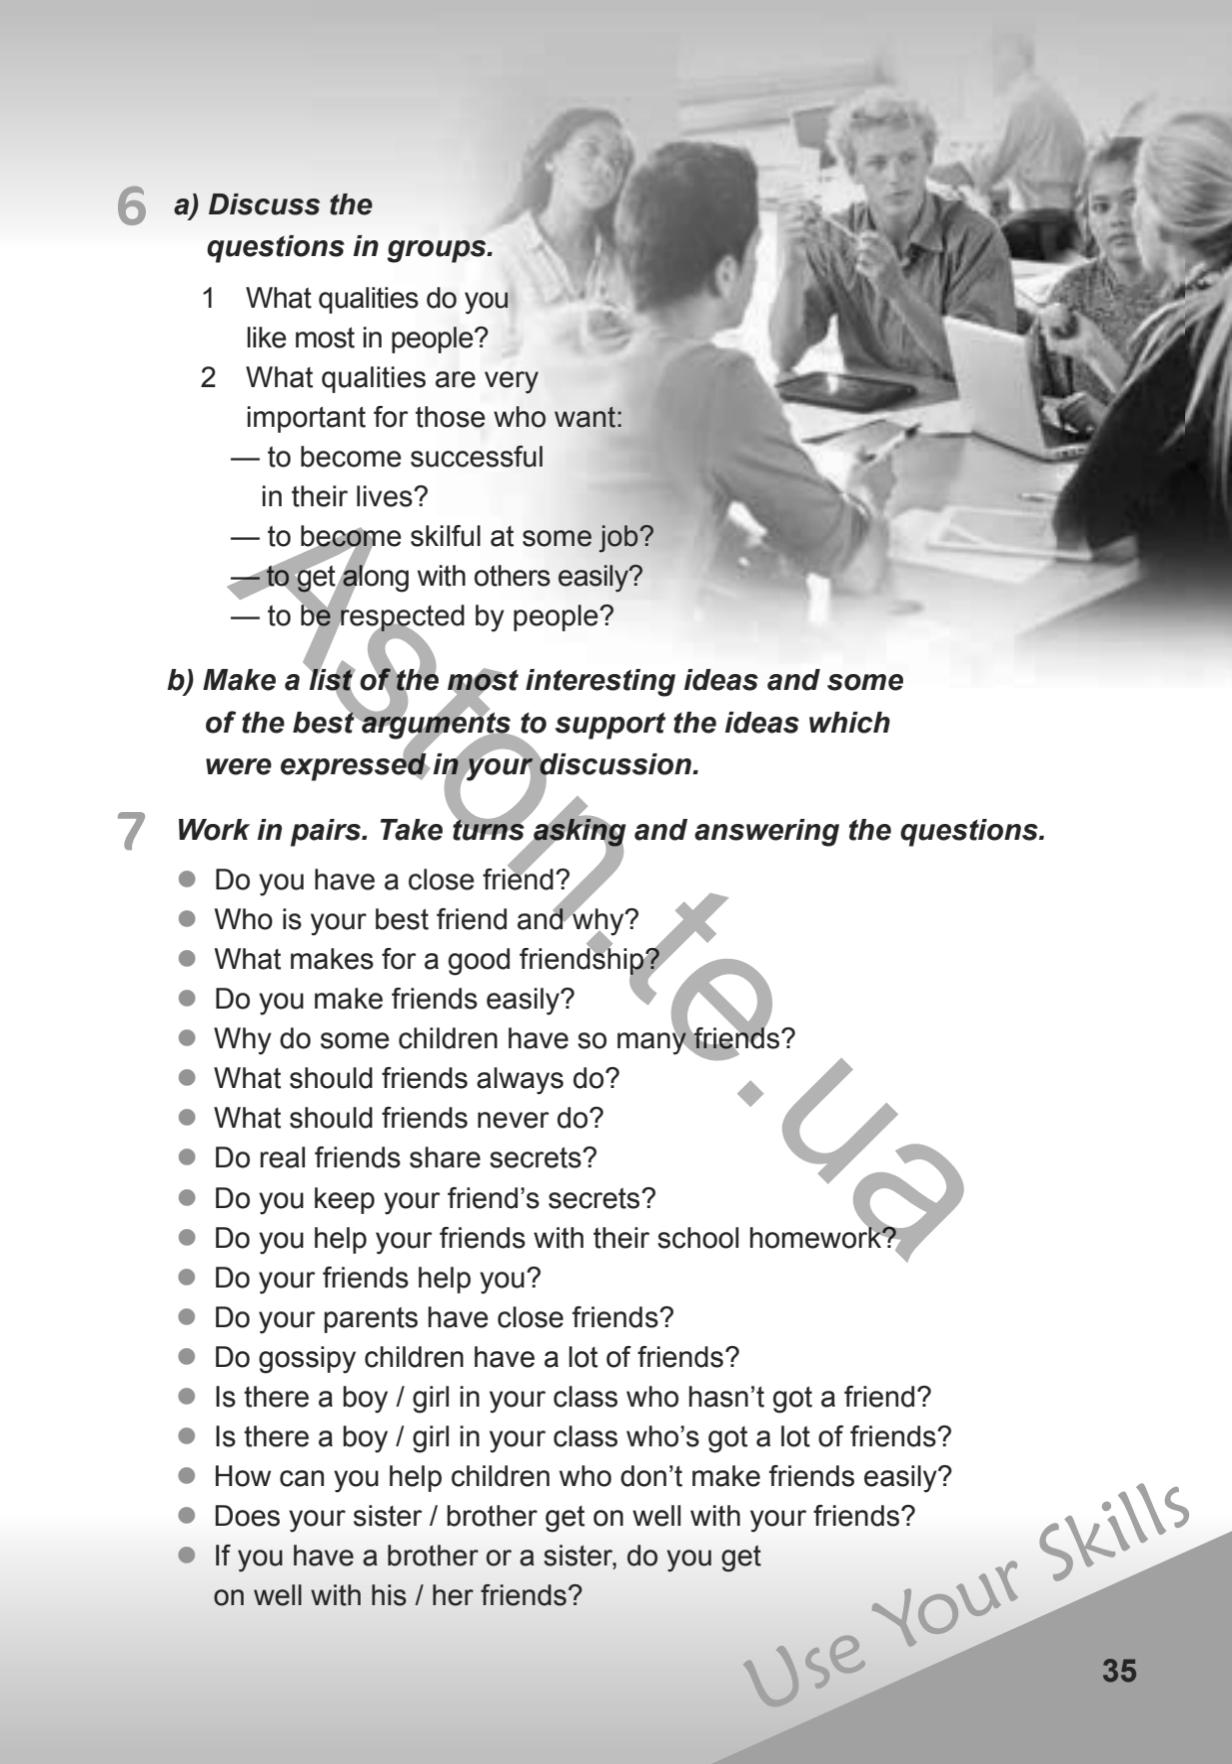 6 a) Discuss the
questions in groups.
1 What qualities do you
like most in people?
2 What qualities are very
important for those who want:
— to become successful
in their lives?
— to become skilful at some job?
— to get along with others easily?
— to be respected by people?
b) Make a list of the most interesting ideas and some
of the best arguments to support the ideas which
were expressed in your discussion.
7 Work in pairs. Take turns asking and answering the questions.
● Do you have a close friend?
● Who is your best friend and why?
● What makes for a good friendship?
● Do you make friends easily?
● Why do some children have so many friends?
● What should friends always do?
● What should friends never do?
● Do real friends share secrets?
● Do you keep your friend’s secrets?
● Do you help your friends with their school homework?
● Do your friends help you?
● Do your parents have close friends?
● Do gossipy children have a lot of friends?
● Is there a boy / girl in your class who hasn’t got a friend?
● Is there a boy / girl in your class who’s got a lot of friends?
● How can you help children who don’t make friends easily?
● Does your sister / brother get on well with your friends?
● If you have a brother or a sister, do you get
on well with his / her friends?
Use Your Skills
35
Aston.te.ua